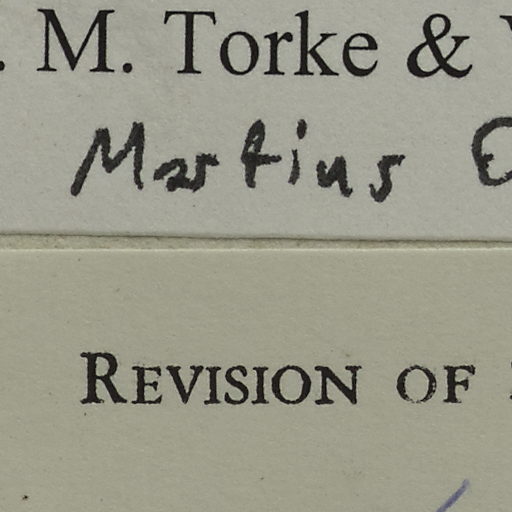 . M. Torke &
Martius
REVISION OF